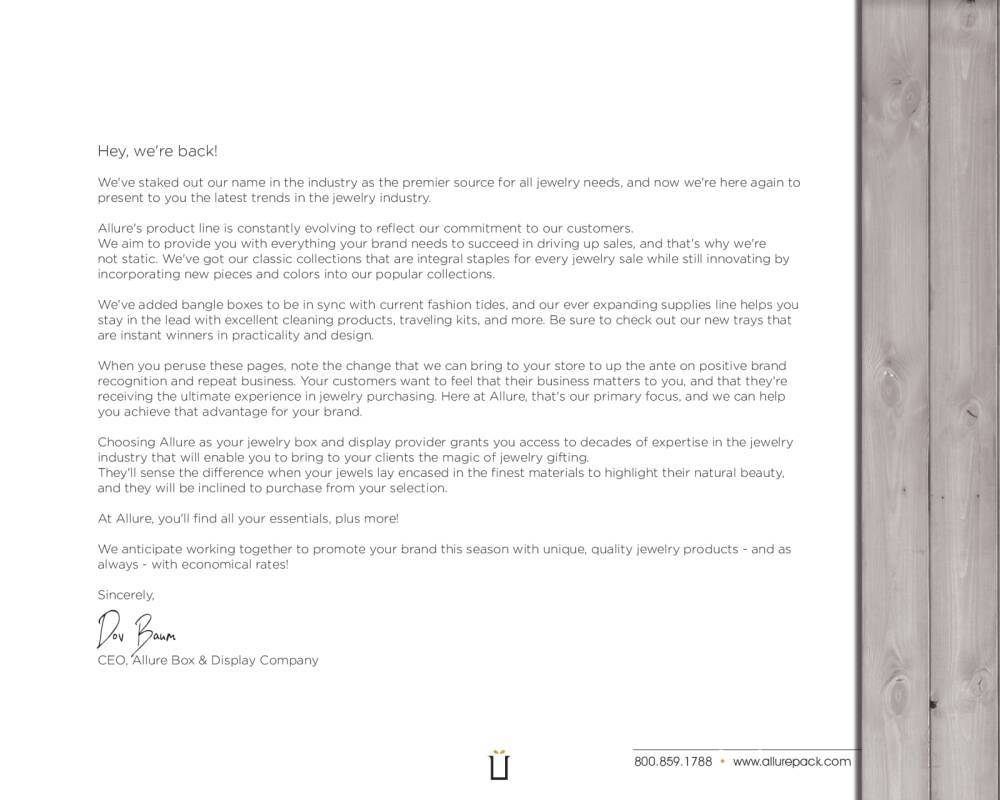 Hey, we're back!
We've staked out our name in the industry as the premier source for all jewelry needs, and now we're here again to
present to you the latest trends in the jewelry industry.
Allure's product line is constantly evolving to reflect our commitment to our customers.
We aim to provide you with everything your brand needs to succeed in driving up sales, and that's why we're
not static. We've got our classic collections that are integral staples for every jewelry sale while still innovating by
incorporating new pieces and colors into our popular collections.
We've added bangle boxes to be in sync with current fashion tides, and our ever expanding supplies line helps you
stay in the lead with excellent cleaning products, traveling kits, and more. Be sure to check out our new trays that
are instant winners in practicality and design.
When you peruse these pages, note the change that we can bring to your store to up the ante on positive brand
recognition and repeat business. Your customers want to feel that their business matters to you, and that they're
receiving the ultimate experience in jewelry purchasing. Here at Allure, that's our primary focus, and we can help
you achieve that advantage for your brand.
Choosing Allure as your jewelry box and display provider grants you access to decades of expertise in the jewelry
industry that will enable you to bring to your clients the magic of jewelry gifting.
They'll sense the difference when your jewels lay encased in the finest materials to highlight their natural beauty,
and they will be inclined to purchase from your selection.
At Allure, you'll find all your essentials, plus more!
We anticipate working together to promote your brand this season with unique, quality jewelry products - and as
always - with economical rates!
Sincerely,
Dov Baum
CEO, Allure Box & Display Company
800.859.1788 • www.allurepack.com